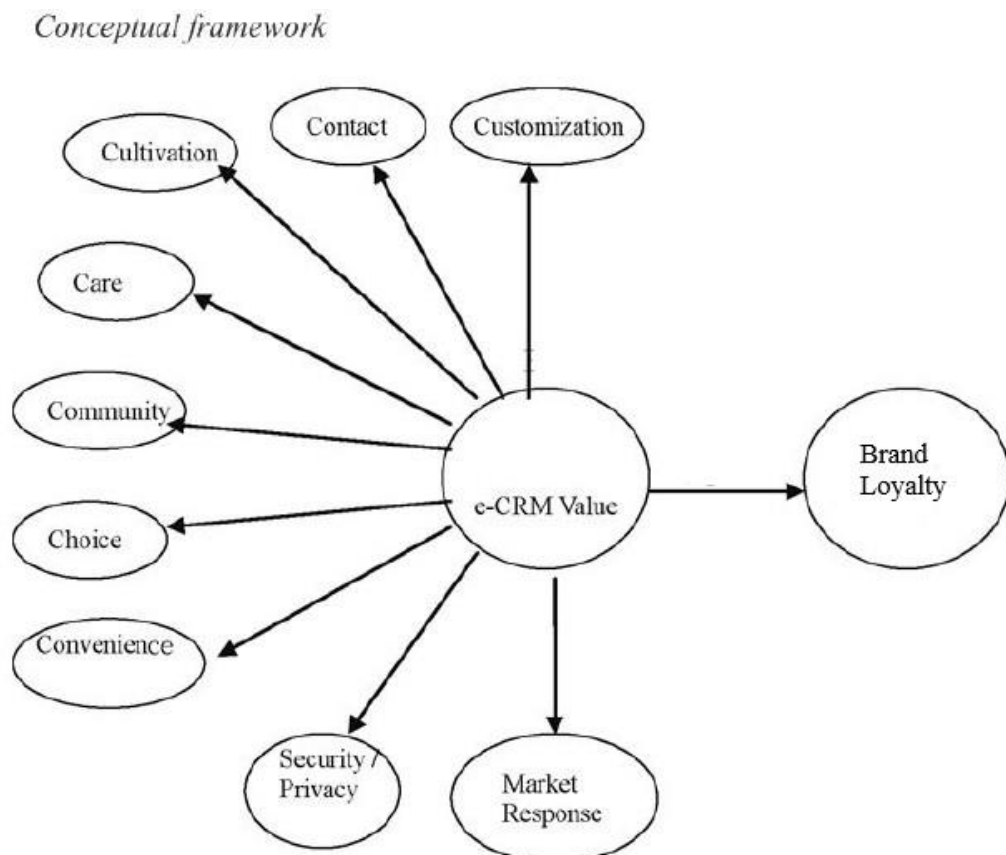 Conceptual framework
Contact
Customization
Cultivation
Care
Community
Choice
Convenience
e-CRM Value
Brand
Loyalty
Security /
Privacy
Market
Response